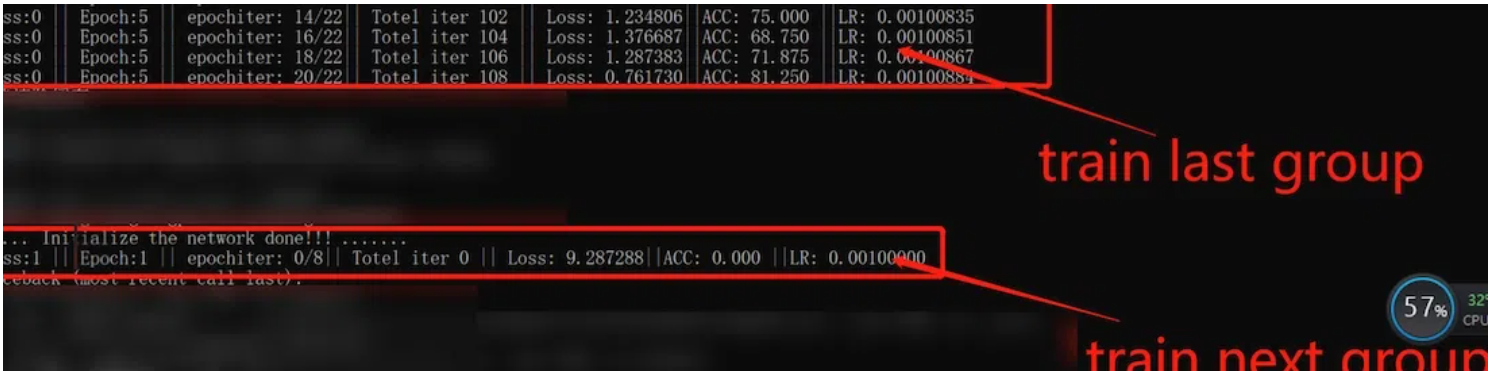 ss:0 || Epoch:5 || epochiter: 14/22|| Totel iter 102 || Loss: 1.234806||ACC: 75.000 ||LR: 0.00100835
ss:0 || Epoch:5 || epochiter: 16/22|| Totel iter 104 || Loss: 1.376687||ACC: 68.750 ||LR: 0.00100851
ss:0 || Epoch:5 || epochiter: 18/22|| Totel iter 106 || Loss: 1.287383||ACC: 71.875 ||LR: 0.00100867
ss:0 || Epoch:5 || epochiter: 20/22|| Totel iter 108 || Loss: 0.761730||ACC: 81.250 ||LR: 0.00100884
train last group
... Initialize the network done!!! .......
ss:1 || Epoch:1 || epochiter: 0/8|| Totel iter 0 || Loss: 9.287288||ACC: 0.000 ||LR: 0.00100000
ceback (most recent call last):
57%
32°
CPU
train next group